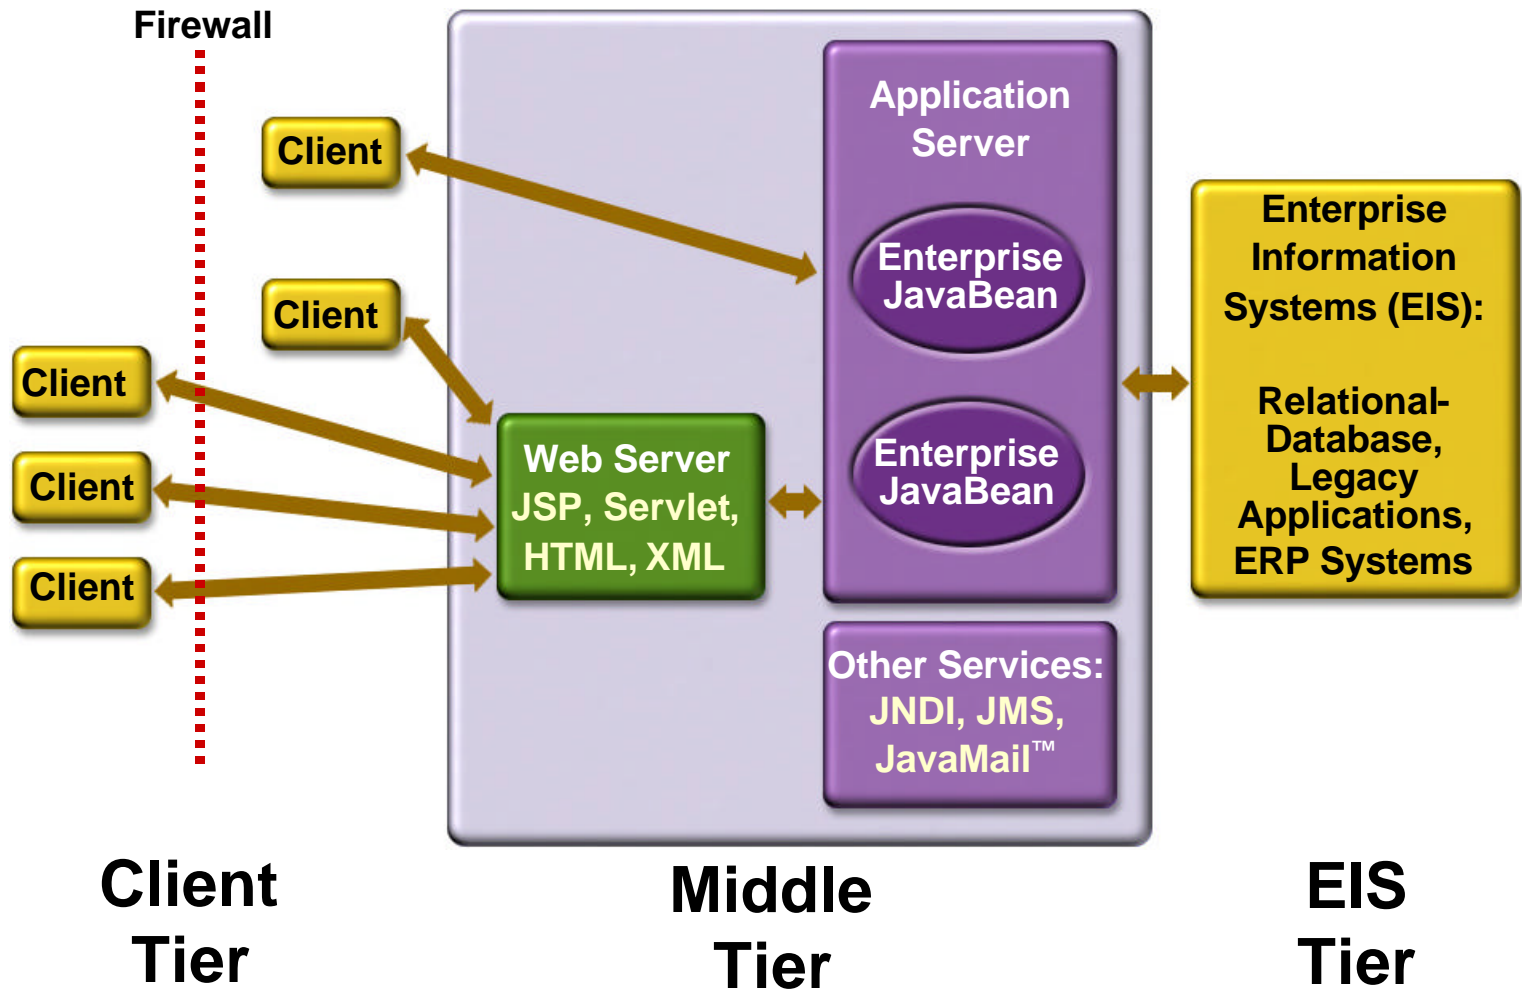 Firewall
Client
Client
Client
Client
Client
Web Server
JSP, Servlet,
HTML, XML
Application
Server
Enterprise
JavaBean
Enterprise
JavaBean
Other Services:
JNDI, JMS,
JavaMail™
Enterprise
Information
Systems (EIS):
Relational-
Database,
Legacy
Applications,
ERP Systems
Client
Tier
Middle
Tier
EIS
Tier